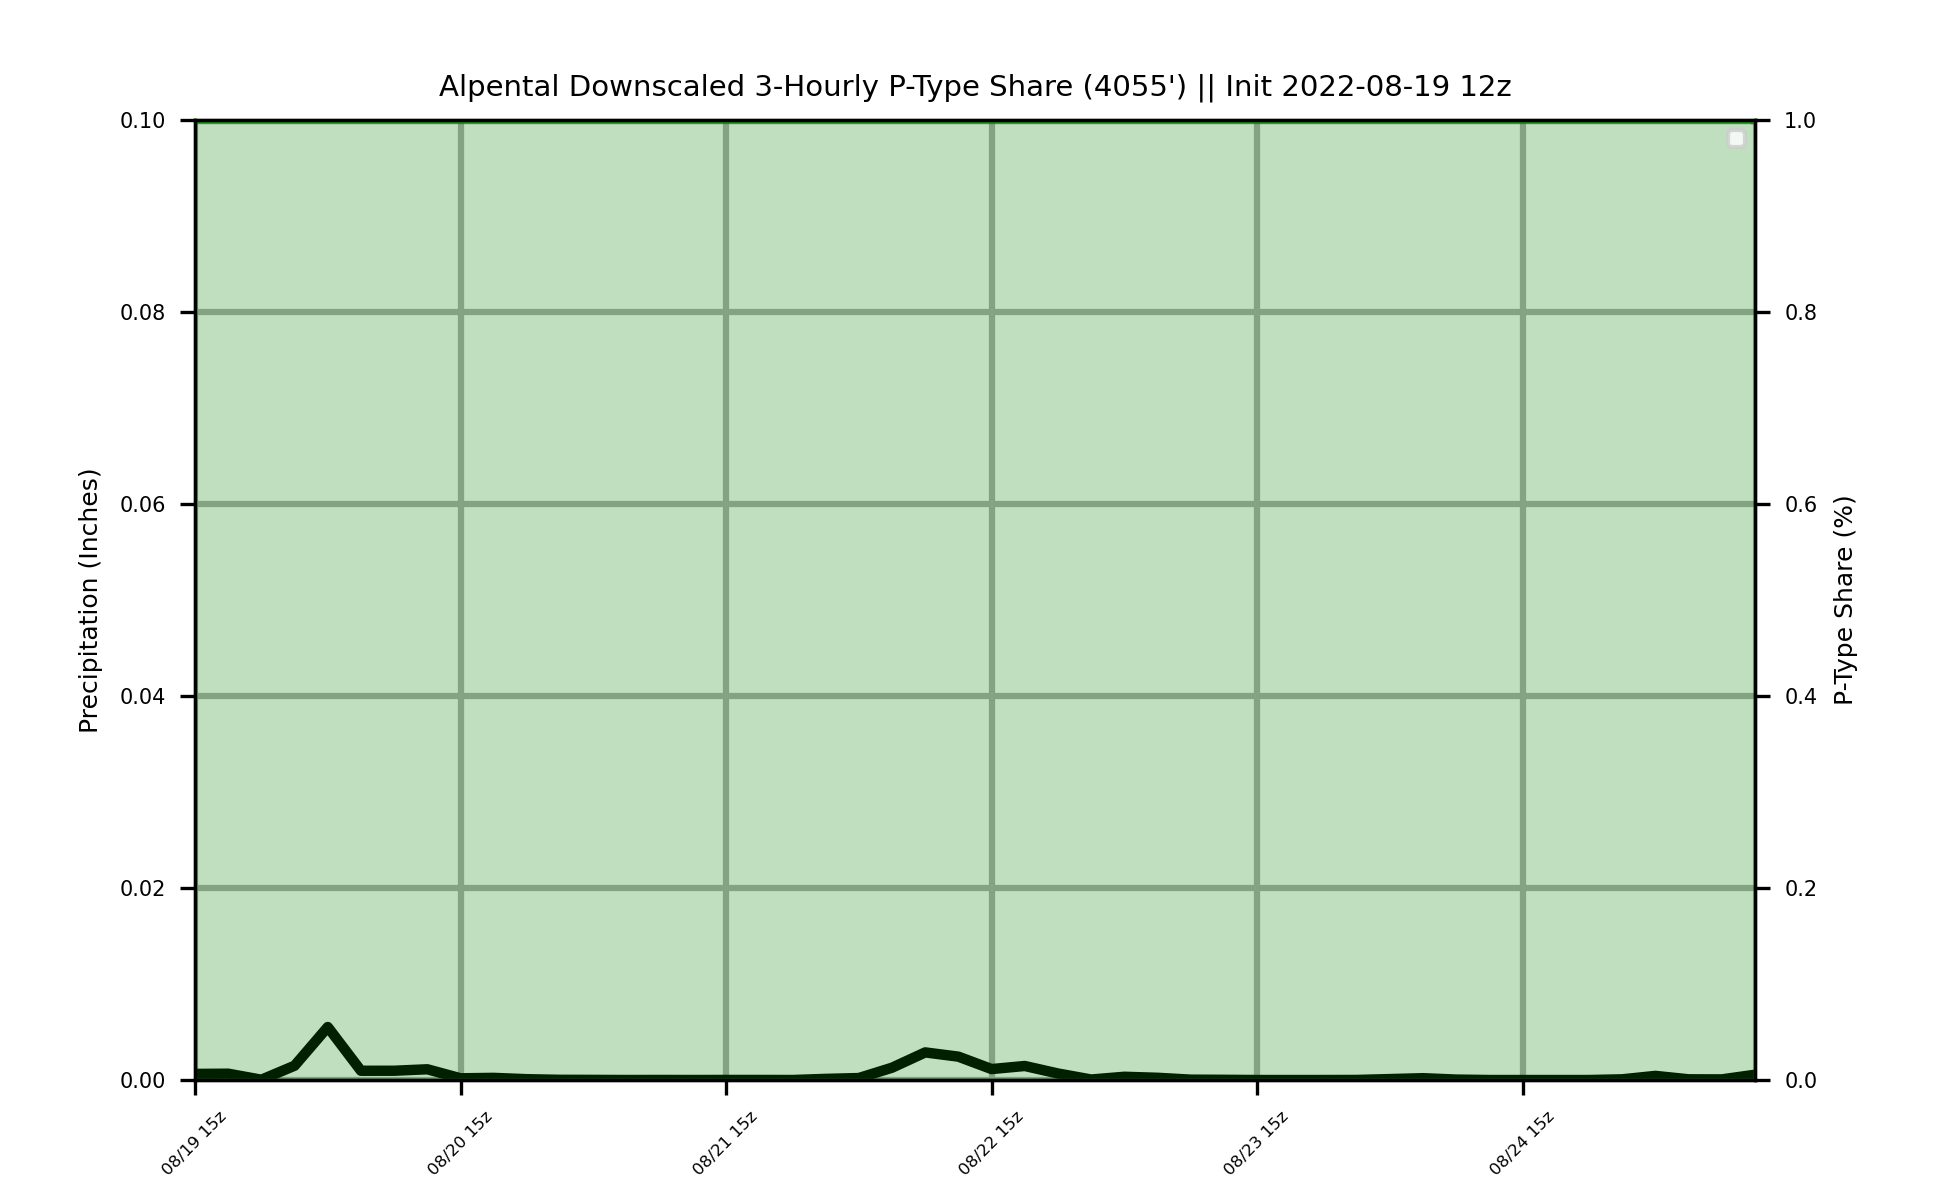 Alpental Downscaled 3-Hourly P-Type Share (4055') || Init 2022-08-19 12z
Precipitation (Inches)
0.10
0.08
0.06
0.04
0.02
0.00
1.0
0.8
0.6
0.4
0.2
0.0
P-Type Share (%)
08/19 15z
08/20 15z
08/21 15z
08/22 15z
08/23 15z
08/24 15z